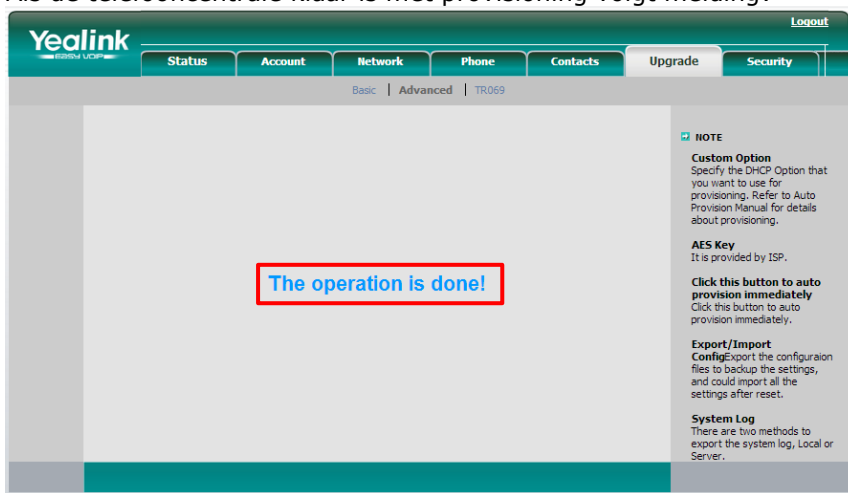 Als de telefooncentrale klaar is met provisioning volgt melding:
Logout
Yealink
EASY VOIP
Status Account Network Phone Contacts Upgrade Security
Basic | Advanced | TR069
NOTE
Custom Option
Specify the DHCP Option that
you want to use for
provisioning. Refer to Auto
Provision Manual for details
about provisioning.
AES Key
It is provided by ISP.
The operation is done!
Click this button to auto
provision immediately
Click this button to auto
provision immediately.
Export/Import
ConfigExport the configuraion
files to backup the settings,
and could import all the
settings after reset.
System Log
There are two methods to
export the system log, Local or
Server.